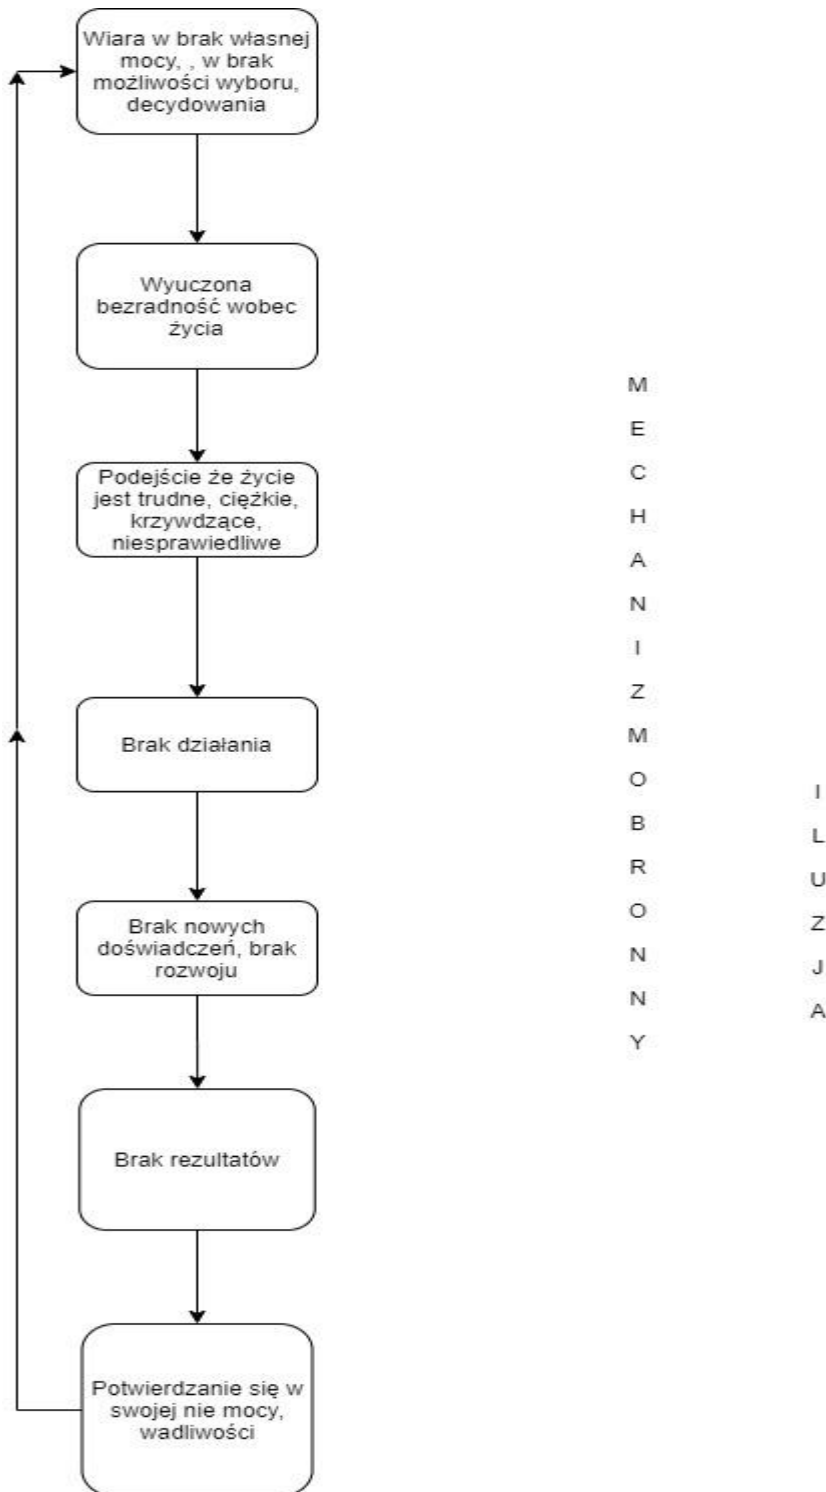 Wiara w brak własnej
mocy, , w brak
możliwości wyboru,
decydowania
Wyuczona
bezradność wobec
życia
Podejście że życie
jest trudne, ciężkie,
krzywdzące,
niesprawiedliwe
Brak działania
Brak nowych
doświadczeń, brak
rozwoju
Brak rezultatów
Potwierdzanie się w
swojej nie mocy,
wadliwości
M
E
C
H
A
N
I
Z
M
O
B
R
O
N
N
Y
I
L
U
Z
J
A